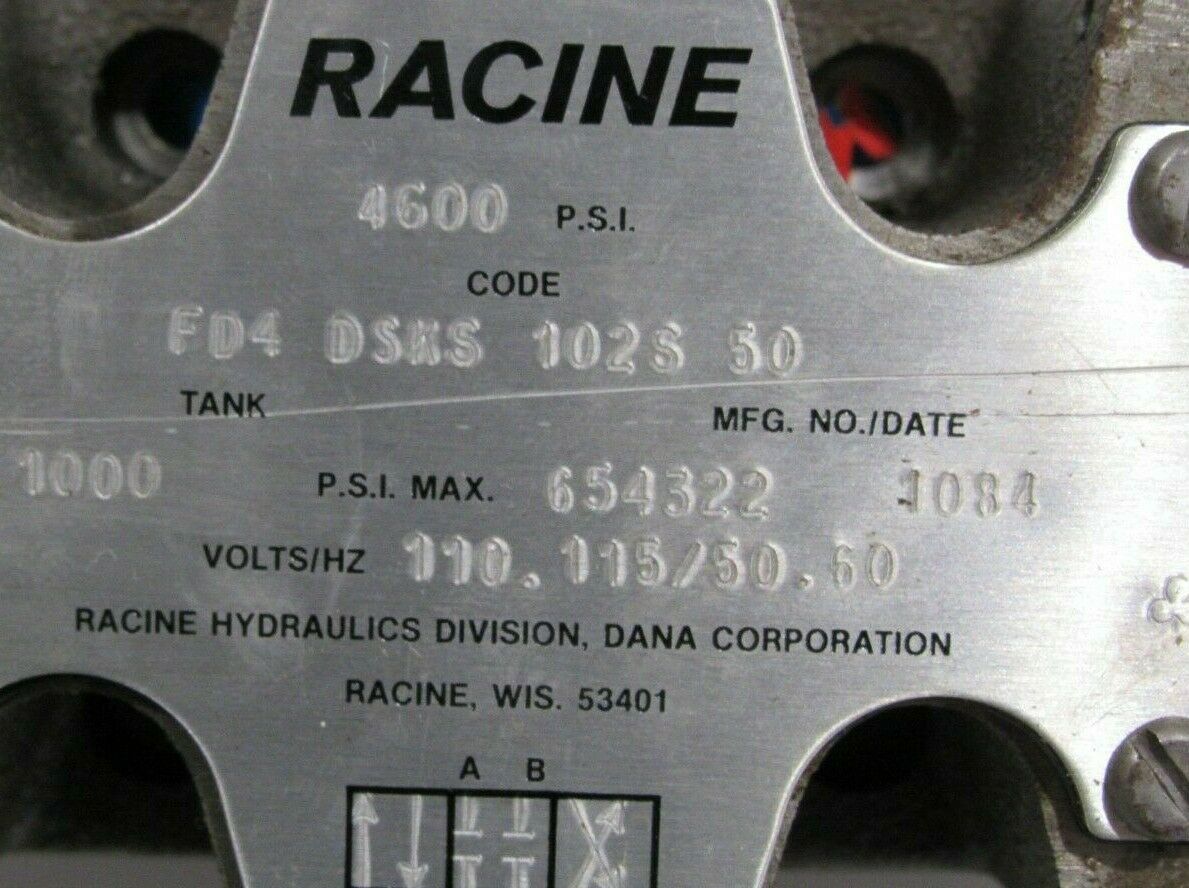 RACINE
4600 P.S.I.
CODE
FD4 DSKS 102S 50
TANK MFG. NO./DATE
1000 P.S.I. MAX. 654322 1084
VOLTS/HZ 110.115/50.60
RACINE HYDRAULICS DIVISION, DANA CORPORATION
RACINE, WIS. 53401
A B